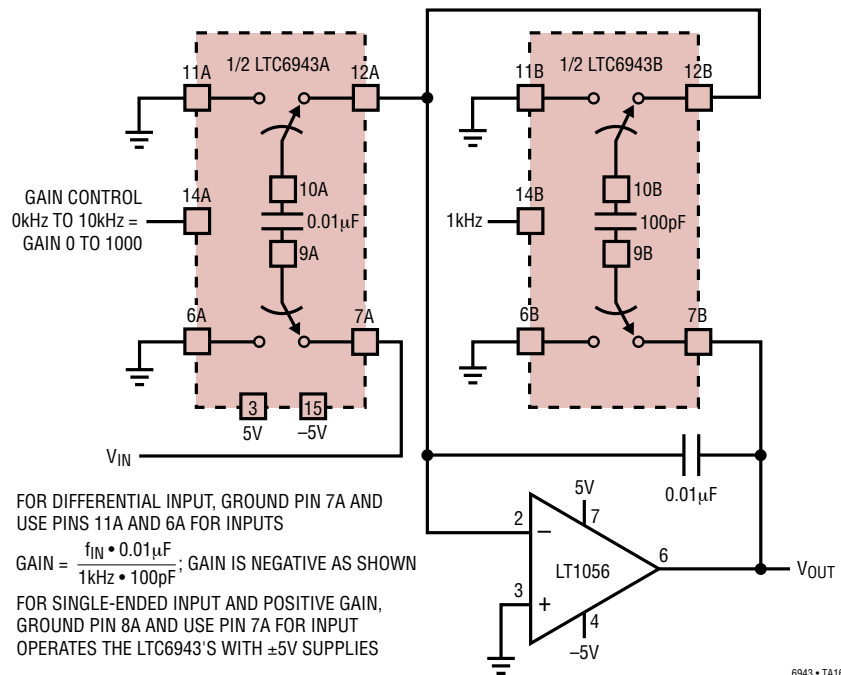 1/2 LTC6943A
1/2 LTC6943B
11A
12A
11B
12B
10A
0.01µF
9A
10B
100pF
9B
GAIN CONTROL
0kHz TO 10kHz =
GAIN 0 TO 1000
14A
1kHz
14B
6A
7A
6B
7B
3
5V
15
–5V
VIN
0.01µF
FOR DIFFERENTIAL INPUT, GROUND PIN 7A AND
USE PINS 11A AND 6A FOR INPUTS
GAIN = fIN • 0.01µF / 1kHz • 100pF ; GAIN IS NEGATIVE AS SHOWN
FOR SINGLE-ENDED INPUT AND POSITIVE GAIN,
GROUND PIN 8A AND USE PIN 7A FOR INPUT
OPERATES THE LTC6943'S WITH ±5V SUPPLIES
5V
7
2
–
LT1056
6
VOUT
3
+
4
–5V
6943 • TA16